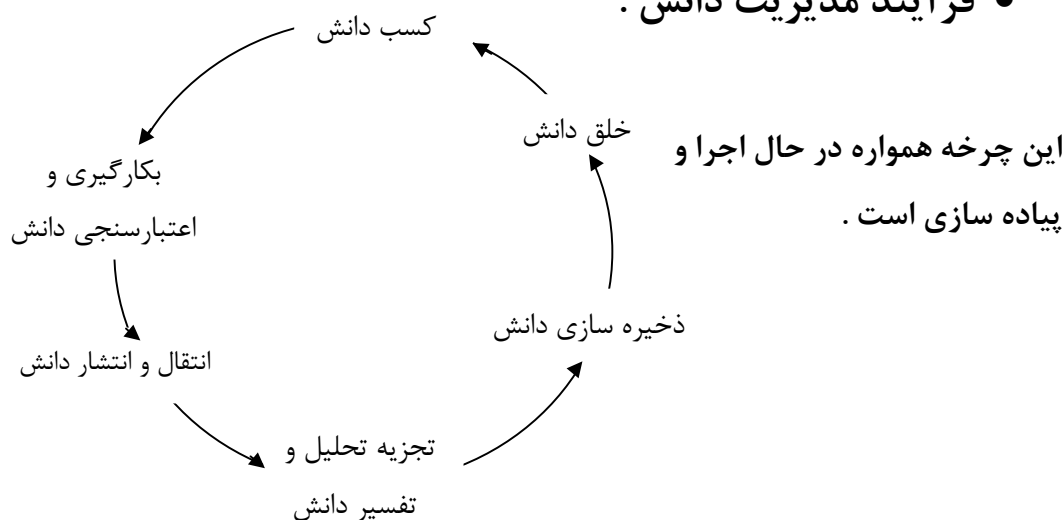 • فرآیند مدیریت دانش .
کسب دانش
خلق دانش
این چرخه همواره در حال اجرا و
پیاده سازی است .
بکارگیری و
اعتبارسنجی دانش
ذخیره سازی دانش
انتقال و انتشار دانش
تجزیه تحلیل و
تفسیر دانش